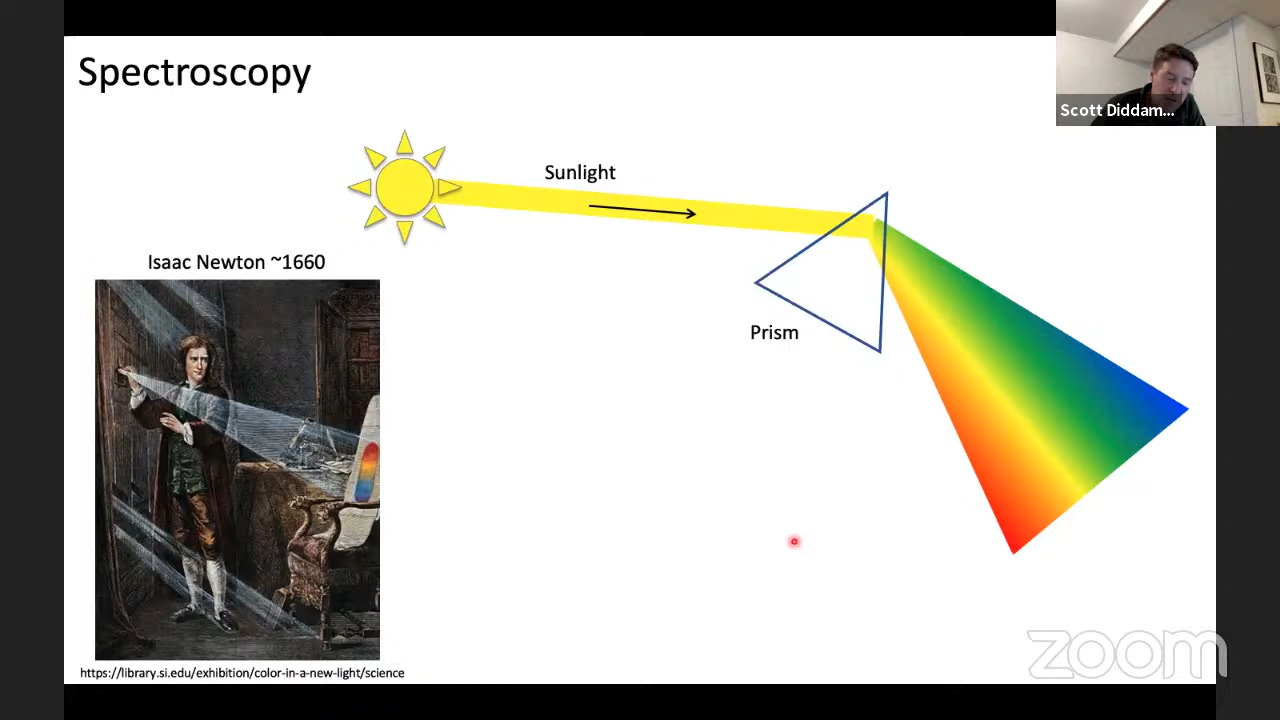 Spectroscopy
Scott Diddam...
Sunlight
Isaac Newton ~1660
Prism
zoom
https://library.si.edu/exhibition/color-in-a-new-light/science